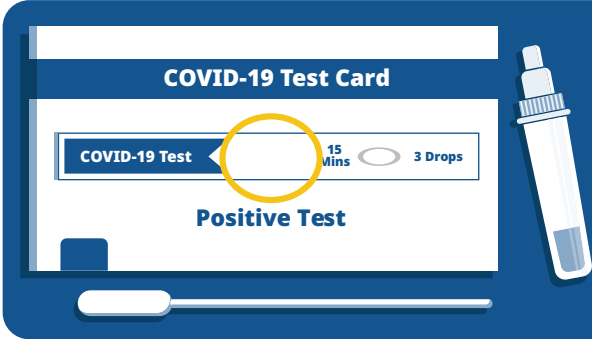 COVID-19 Test Card
COVID-19 Test
15
Mins
3 Drops
Positive Test